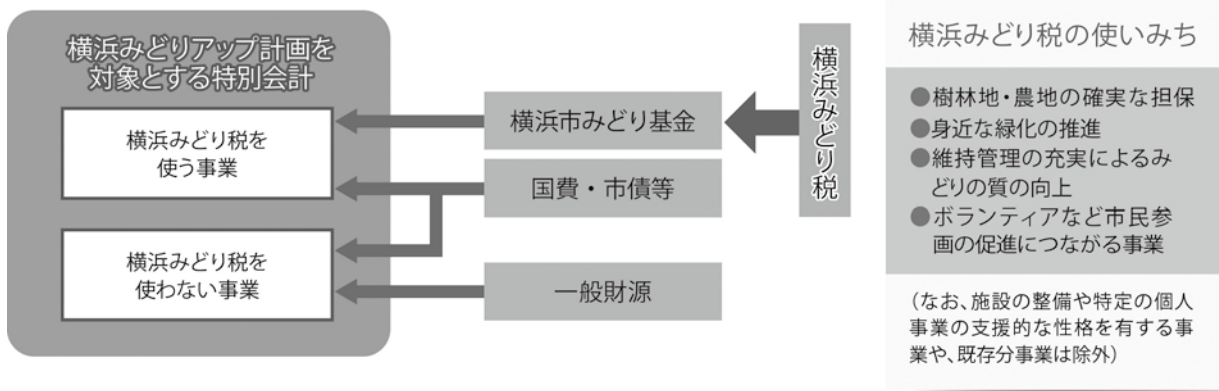 横浜みどりアップ計画を
対象とする特別会計
横浜みどり税を
使う事業
横浜みどり税を
使わない事業
横浜市みどり基金
国費・市債等
一般財源
横浜みどり税
横浜みどり税の使いみち
●樹林地・農地の確実な担保
●身近な緑化の推進
●維持管理の充実によるみ
どりの質の向上
●ボランティアなど市民参
画の促進につながる事業
（なお、施設の整備や特定の個人
事業の支援的な性格を有する事
業や、既存分事業は除外）